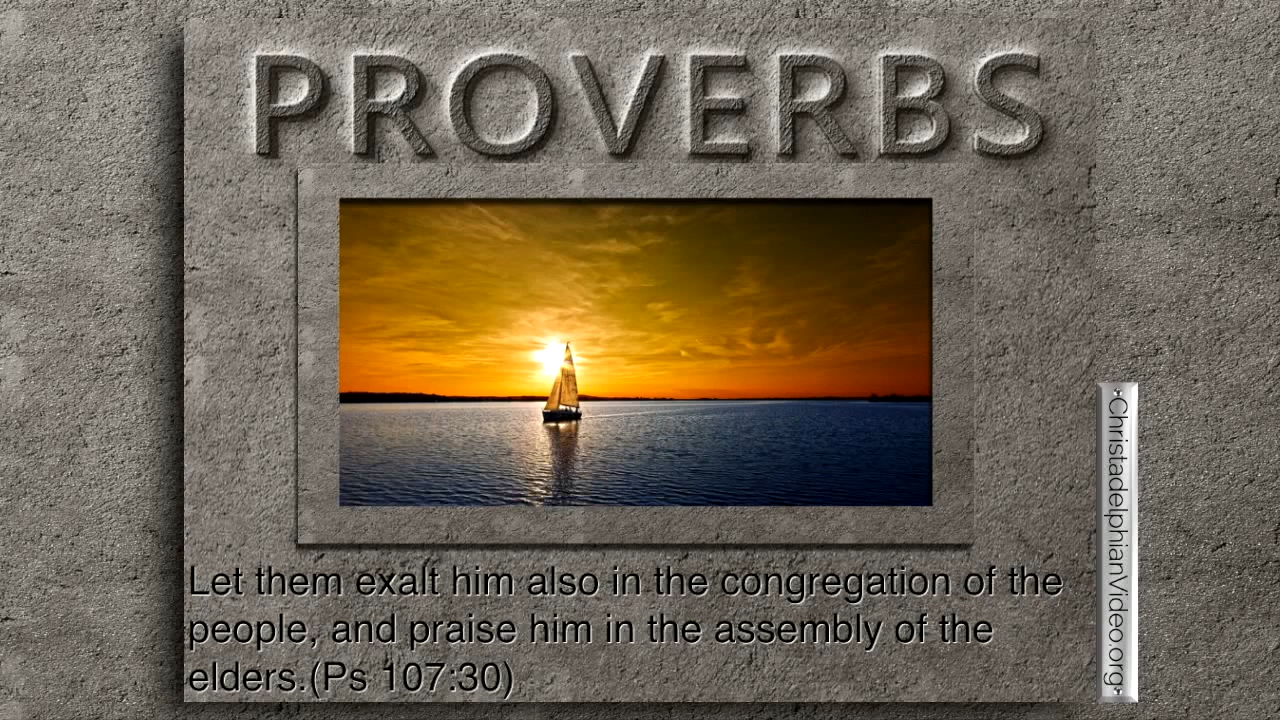 PROVERBS
Let them exalt him also in the congregation of the
people, and praise him in the assembly of the
elders.(Ps 107:30)
ChristadelphianVideo.org